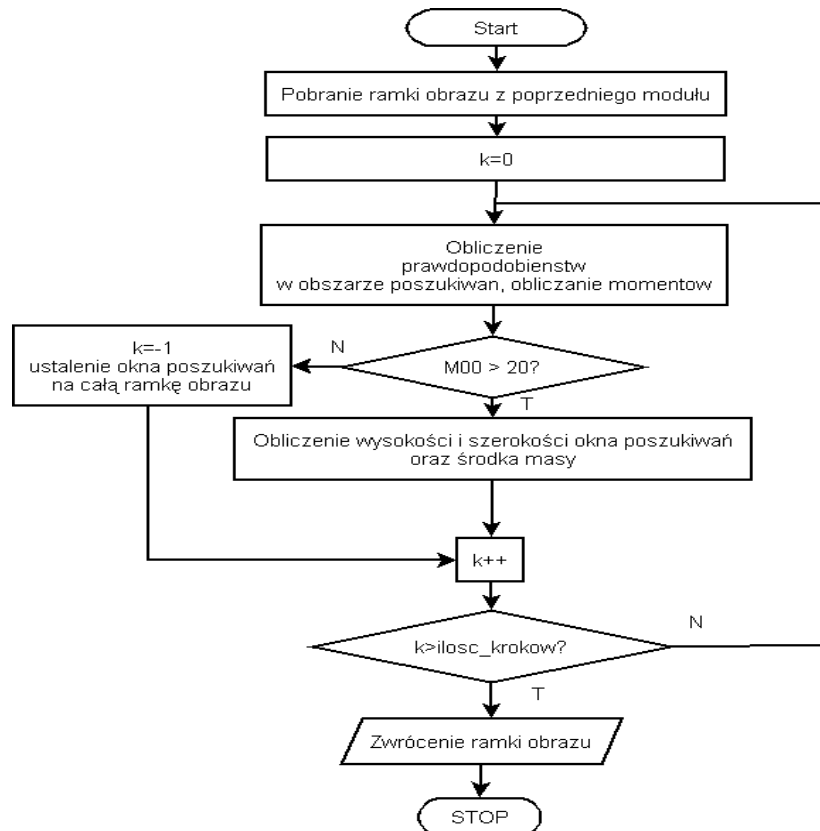 Start
Pobranie ramki obrazu z poprzedniego modułu
k=0
Obliczenie
prawdopodobienstw
w obszarze poszukiwan, obliczanie momentow
k=-1
ustalenie okna poszukiwań
na całą ramkę obrazu
N
M00 > 20?
T
Obliczenie wysokości i szerokości okna poszukiwań
oraz środka masy
k++
k>ilosc_krokow?
N
T
Zwrócenie ramki obrazu
STOP